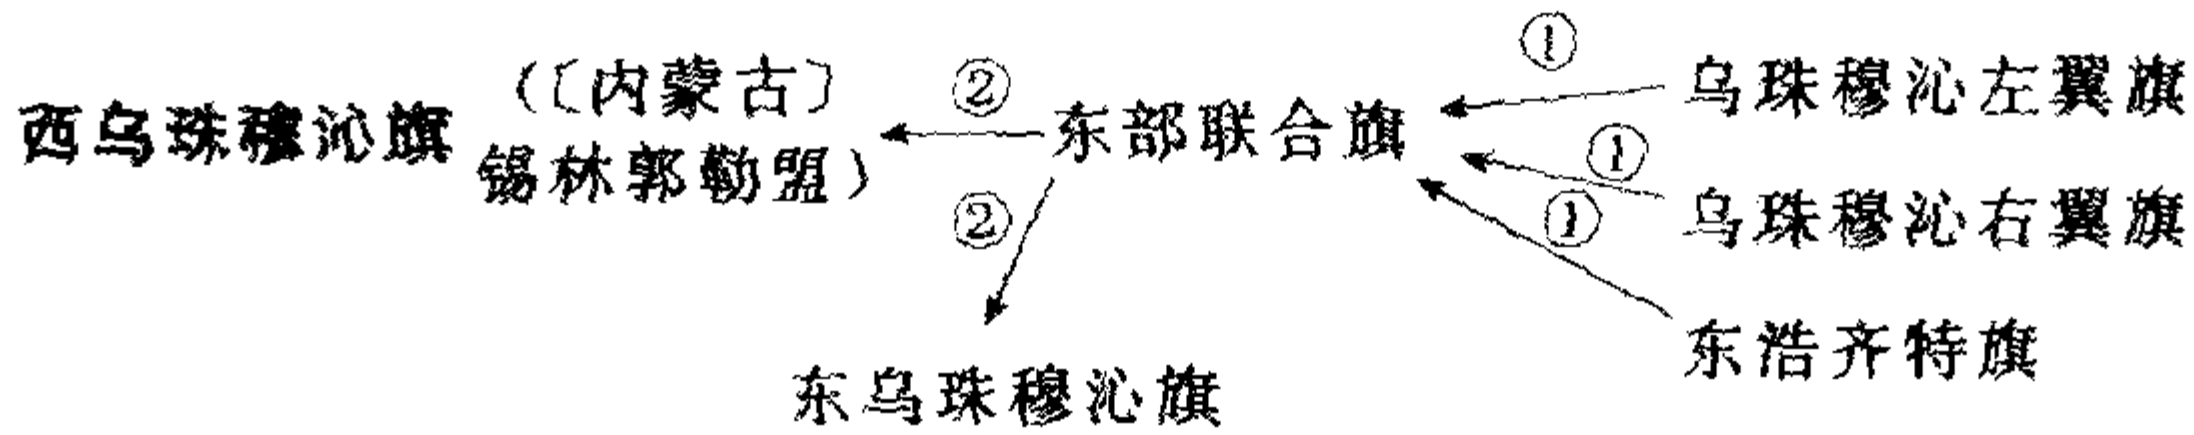 西乌珠穆沁旗
(〔内蒙古〕
锡林郭勒盟)
②
东部联合旗
①
乌珠穆沁左翼旗
①
乌珠穆沁右翼旗
①
东浩齐特旗
②
东乌珠穆沁旗